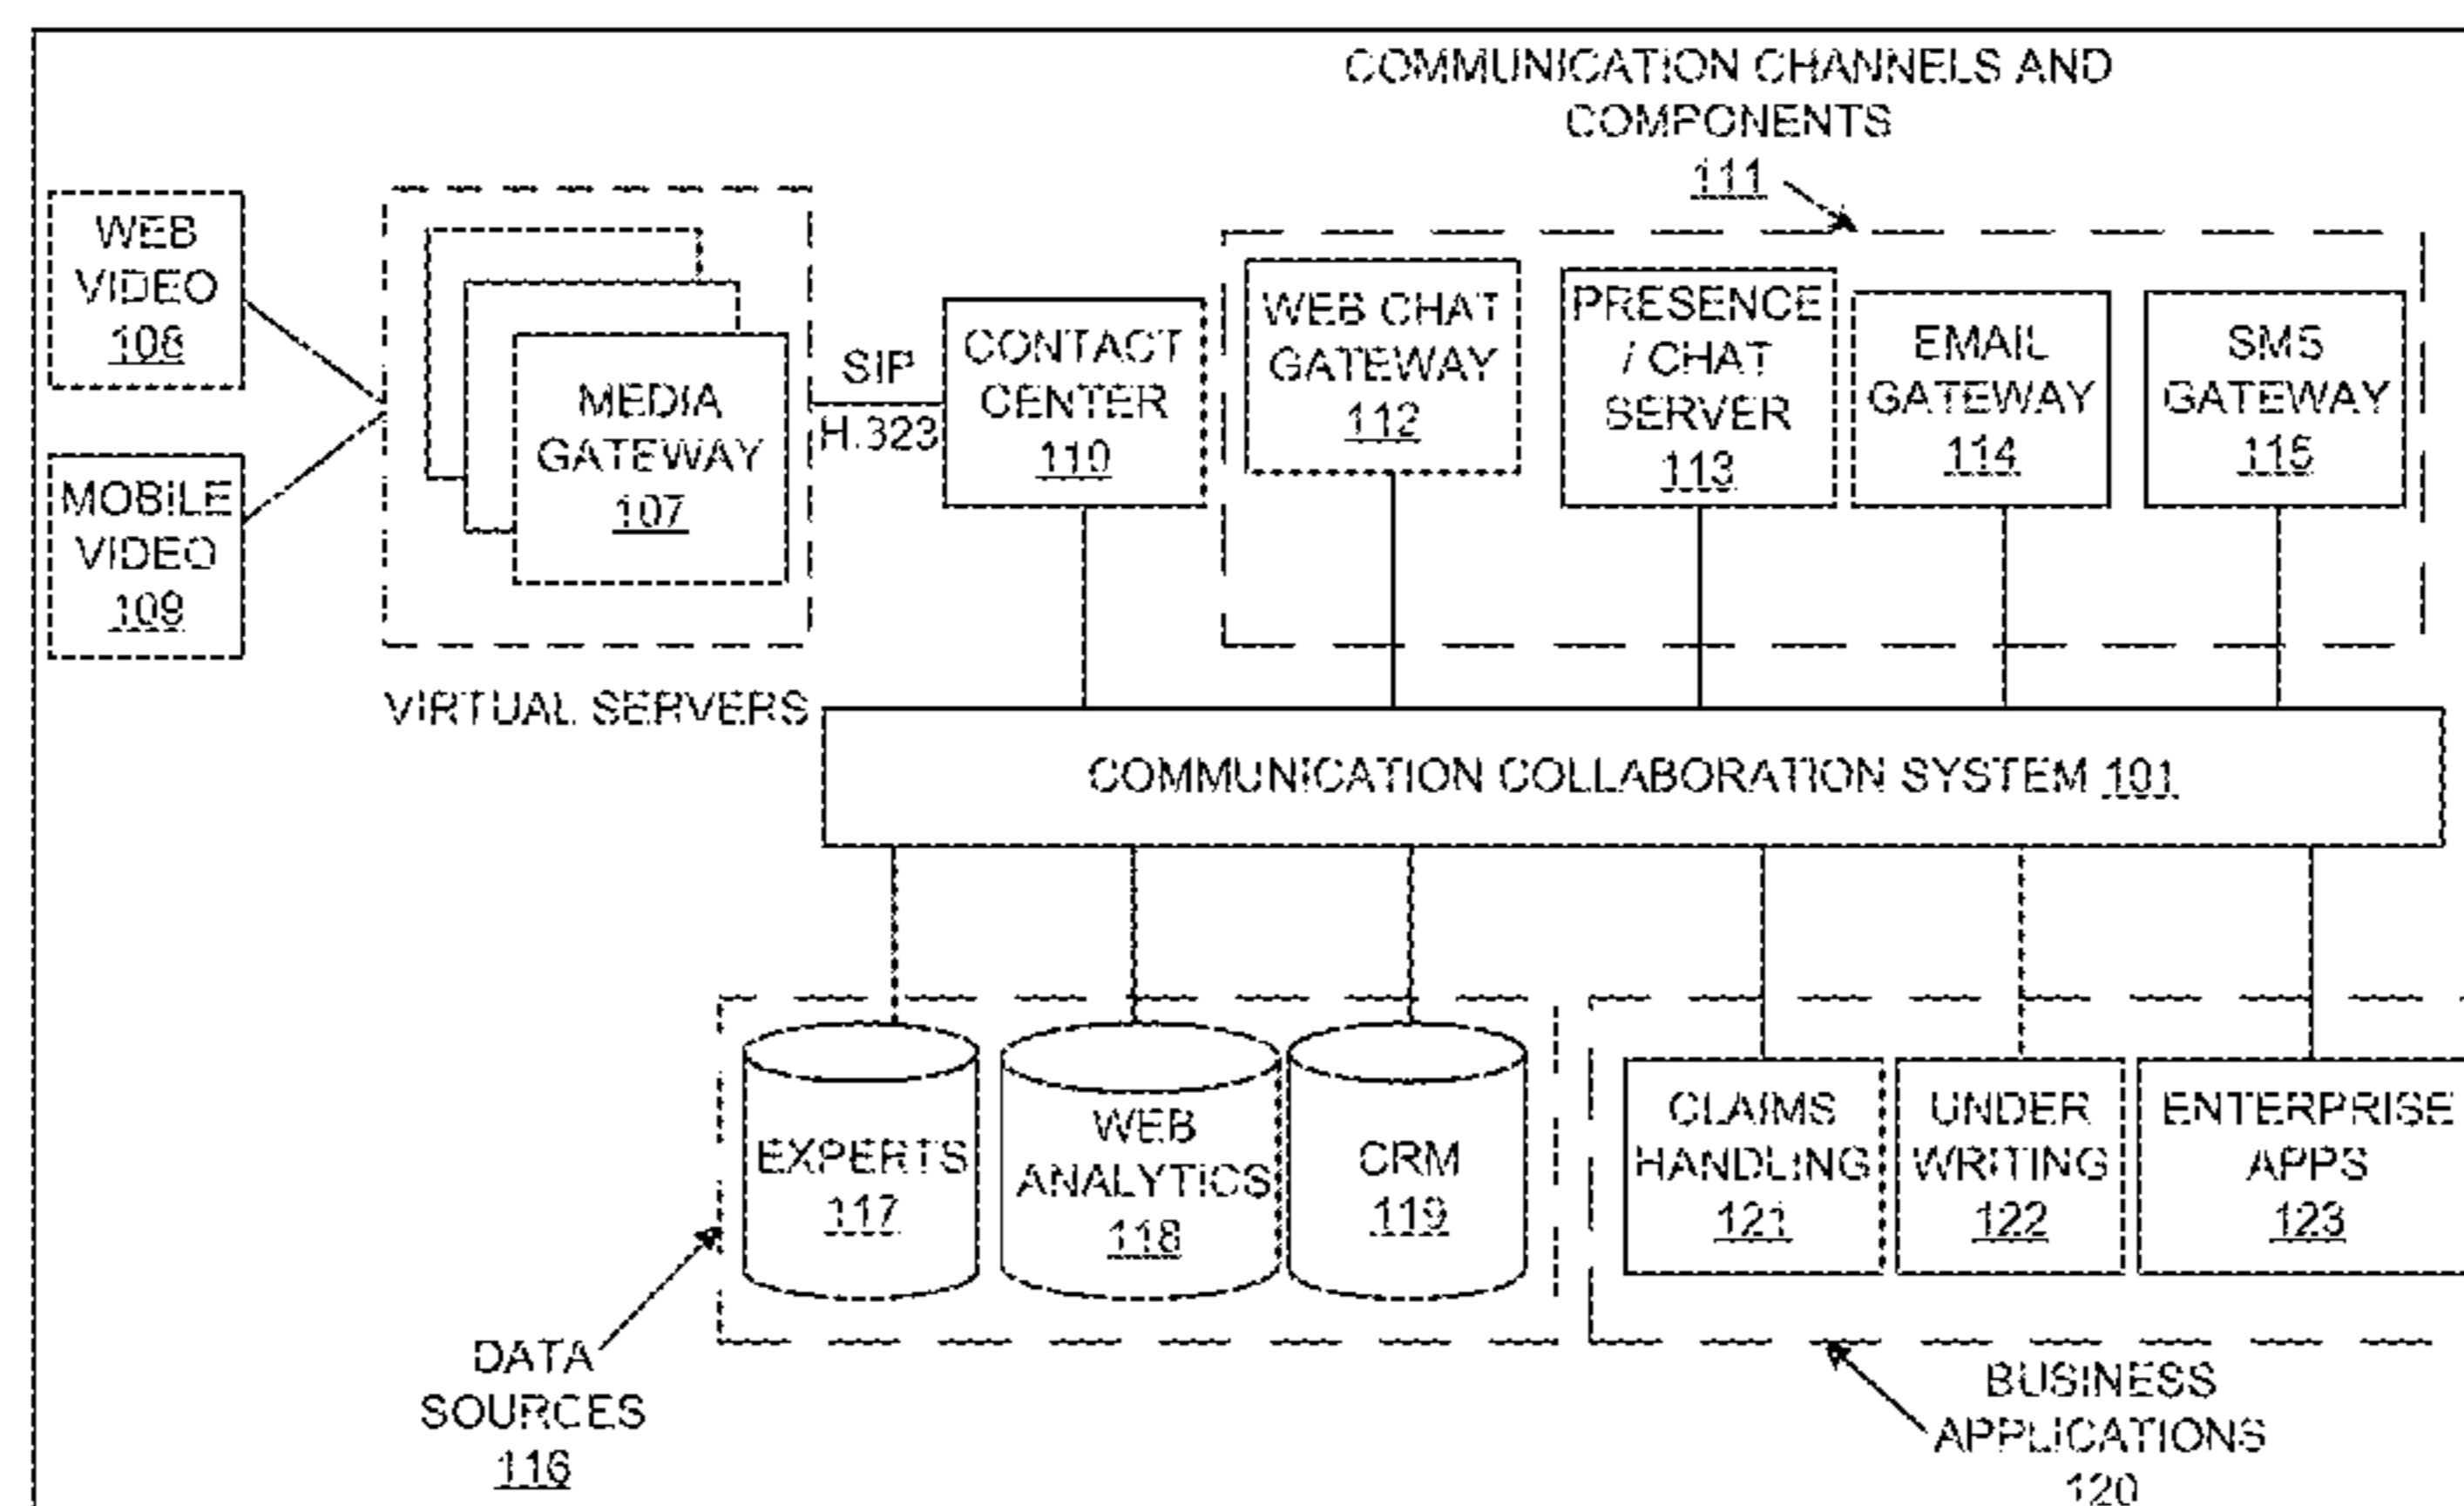 COMMUNICATION CHANNELS AND
COMPONENTS
111
WEB
VIDEO
108
MOBILE
VIDEO
109
MEDIA
GATEWAY
107
VIRTUAL SERVERS
SIP
H.323
CONTACT
CENTER
110
WEB CHAT
GATEWAY
112
PRESENCE
/ CHAT
SERVER
113
EMAIL
GATEWAY
114
SMS
GATEWAY
115
COMMUNICATION COLLABORATION SYSTEM 101
EXPERTS
117
WEB
ANALYTICS
118
CRM
119
CLAIMS
HANDLING
121
UNDER
WRITING
122
ENTERPRISE
APPS
123
DATA
SOURCES
116
BUSINESS
APPLICATIONS
120